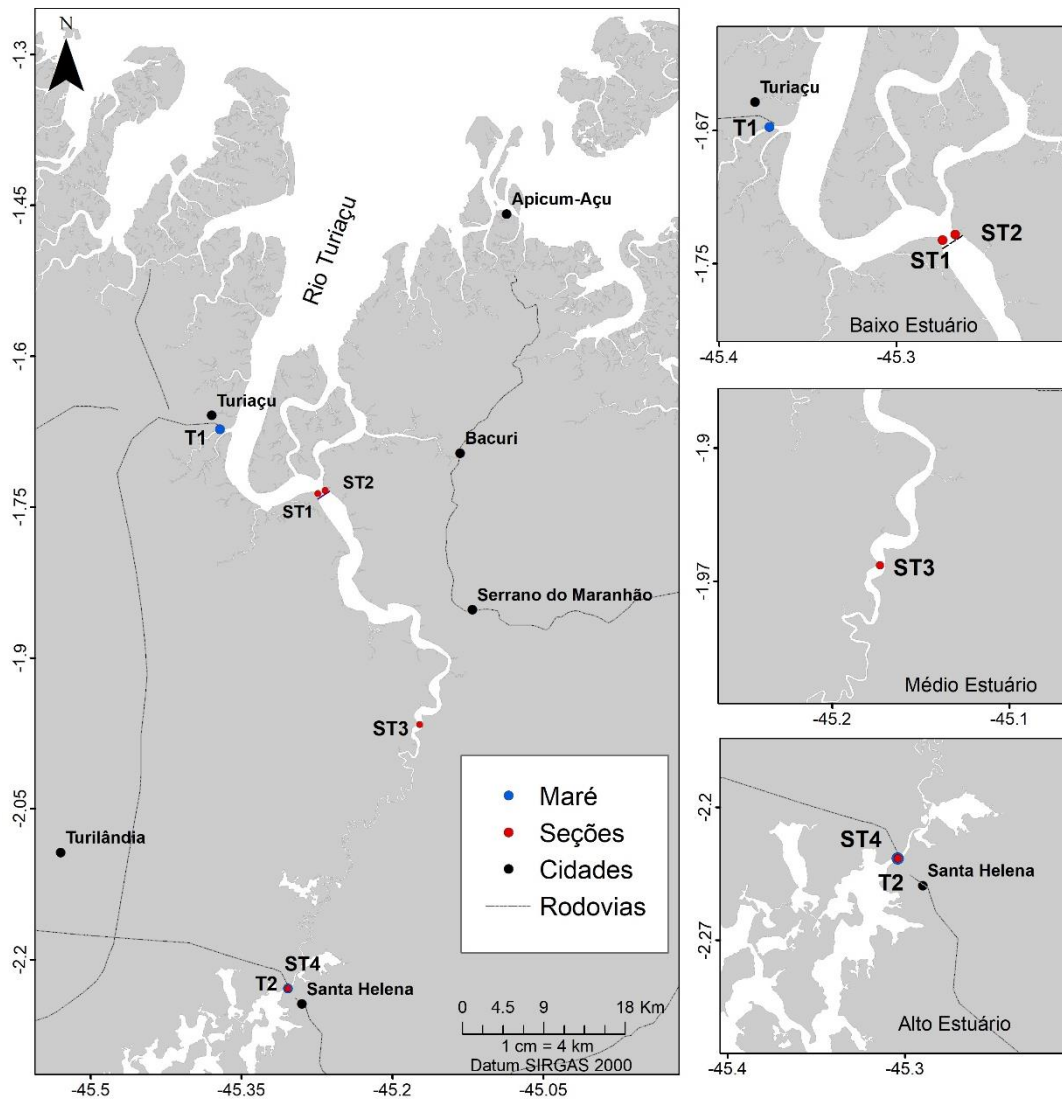 N
-1.3
-1.45
-1.6
-1.75
-1.9
-2.05
-2.2
-45.5
-45.35
-45.2
-45.05
Rio Turiaçu
Apicum-Açu
Turiaçu
T1
Bacuri
ST2
ST1
Serrano do Maranhão
ST3
Turilândia
ST4
T2
Santa Helena
Maré
Seções
Cidades
Rodovias
0 4.5 9 18 Km
1 cm = 4 km
Datum SIRGAS 2000
Turiaçu
T1
ST2
ST1
Baixo Estuário
-1.67
-1.75
-45.4
-45.3
ST3
Médio Estuário
-1.9
-1.97
-45.2
-45.1
ST4
T2
Santa Helena
Alto Estuário
-2.2
-2.27
-45.4
-45.3